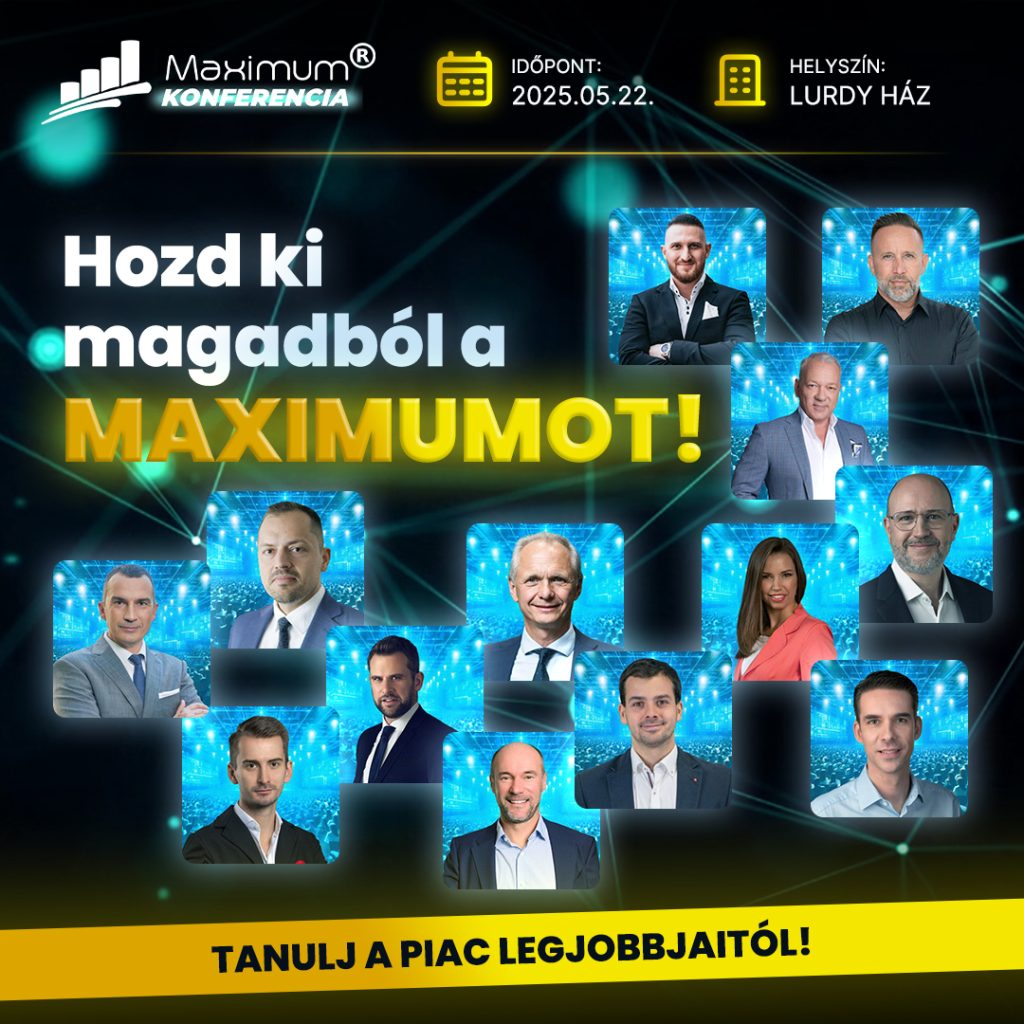 Maximum®
KONFERENCIA
IDŐPONT:
2025.05.22.
HELYSZÍN:
LURDY HÁZ
Hozd ki
magadból a
MAXIMUMOT!
TANULJ A PIAC LEGJOBBJAITÓL!